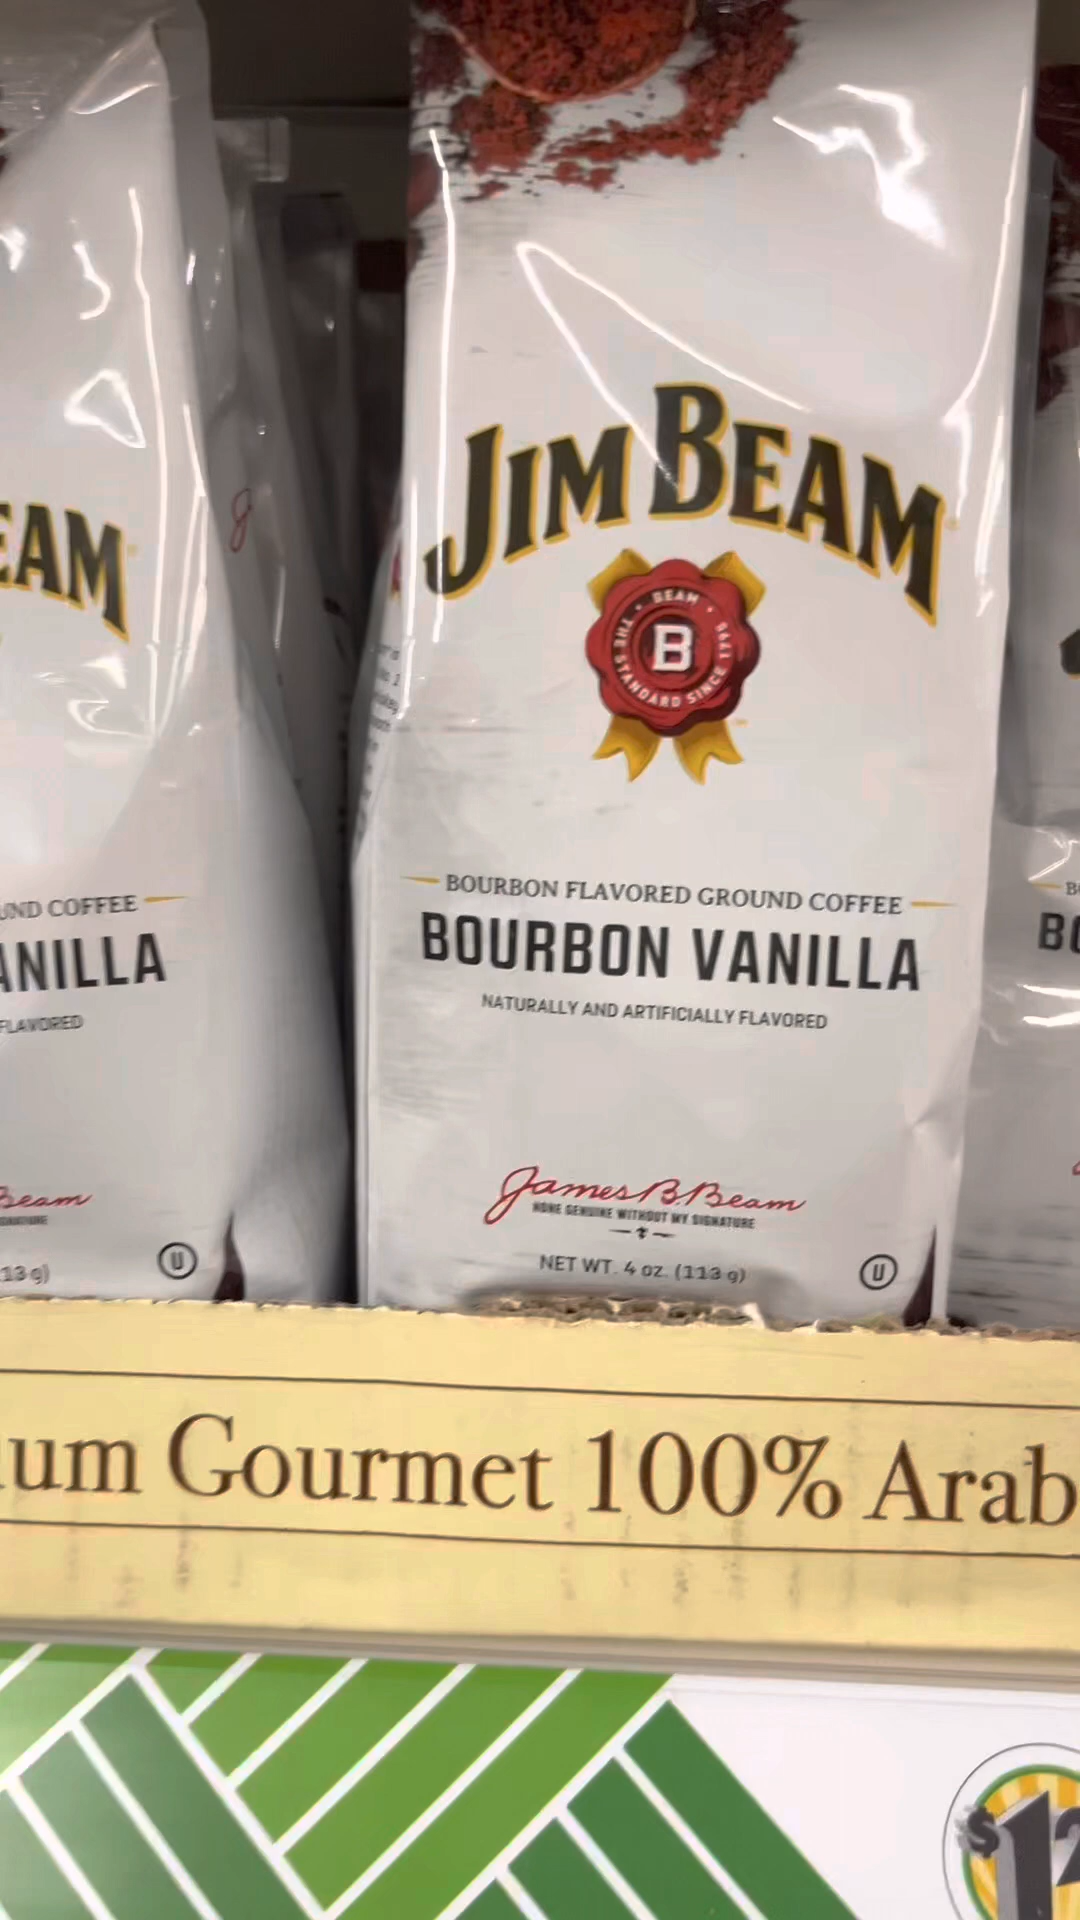 JIM BEAM
BEAM
THE STANDARD SINCE 1795
B
BOURBON FLAVORED GROUND COFFEE
BOURBON VANILLA
NATURALLY AND ARTIFICIALLY FLAVORED
James B. Beam
NONE GENUINE WITHOUT MY SIGNATURE
NET WT. 4 oz. (113 g)
U
EAM
UND COFFEE
ANILLA
FLAVORED
Beam
13 g)
U
BO
um Gourmet 100% Arab
$12